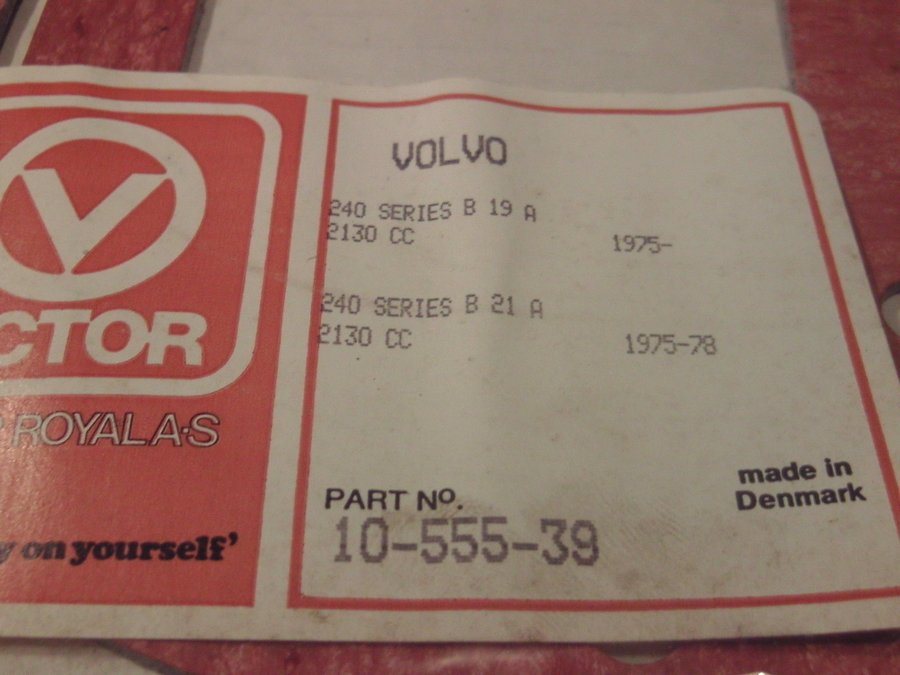 VOLVO
240 SERIES B 19 A
2130 CC 1975-
240 SERIES B 21 A
2130 CC 1975-78
V
CTOR
ROYAL A·S
y on yourself'
PART No.
10-555-39
made in
Denmark